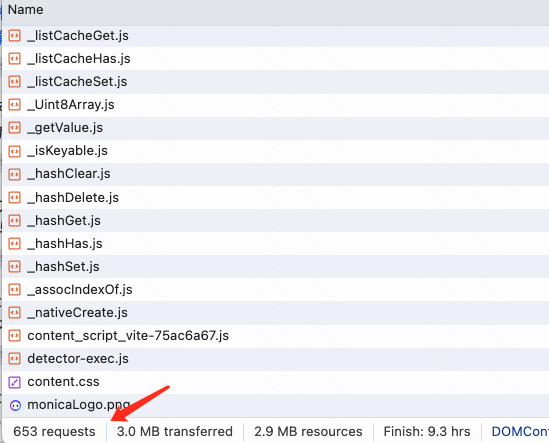 Name
_listCacheGet.js
_listCacheHas.js
_listCacheSet.js
_Uint8Array.js
_getValue.js
_isKeyable.js
_hashClear.js
_hashDelete.js
_hashGet.js
_hashHas.js
_hashSet.js
_assocIndexOf.js
_nativeCreate.js
content_script_vite-75ac6a67.js
detector-exec.js
content.css
monicaLogo.png
653 requests 3.0 MB transferred 2.9 MB resources Finish: 9.3 hrs DOMCon